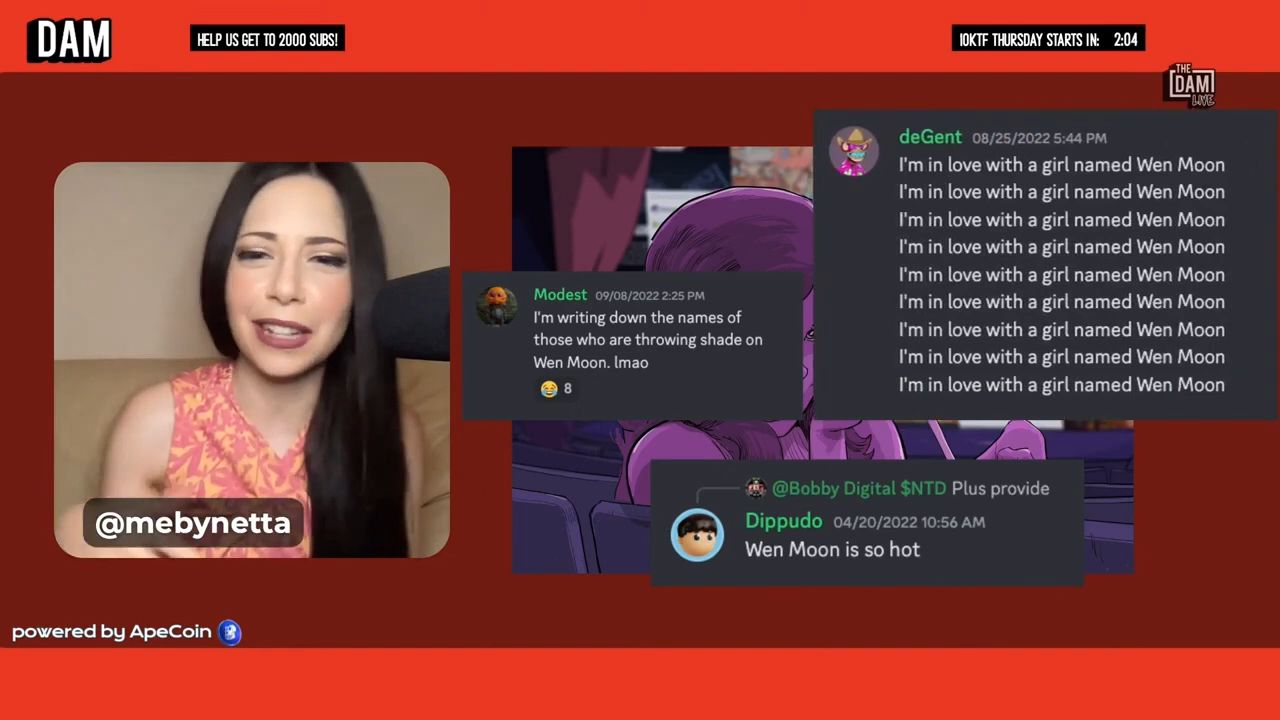 DAM
HELP US GET TO 2000 SUBS!
10KTF THURSDAY STARTS IN: 2:04
THE
DAM
LIVE
deGent 08/25/2022 5:44 PM
I'm in love with a girl named Wen Moon
I'm in love with a girl named Wen Moon
I'm in love with a girl named Wen Moon
I'm in love with a girl named Wen Moon
I'm in love with a girl named Wen Moon
I'm in love with a girl named Wen Moon
I'm in love with a girl named Wen Moon
I'm in love with a girl named Wen Moon
I'm in love with a girl named Wen Moon
Modest 09/08/2022 2:25 PM
I'm writing down the names of
those who are throwing shade on
Wen Moon. lmao
😂 8
@Bobby Digital $NTD Plus provide
Dippudo 04/20/2022 10:56 AM
Wen Moon is so hot
@mebynetta
powered by ApeCoin